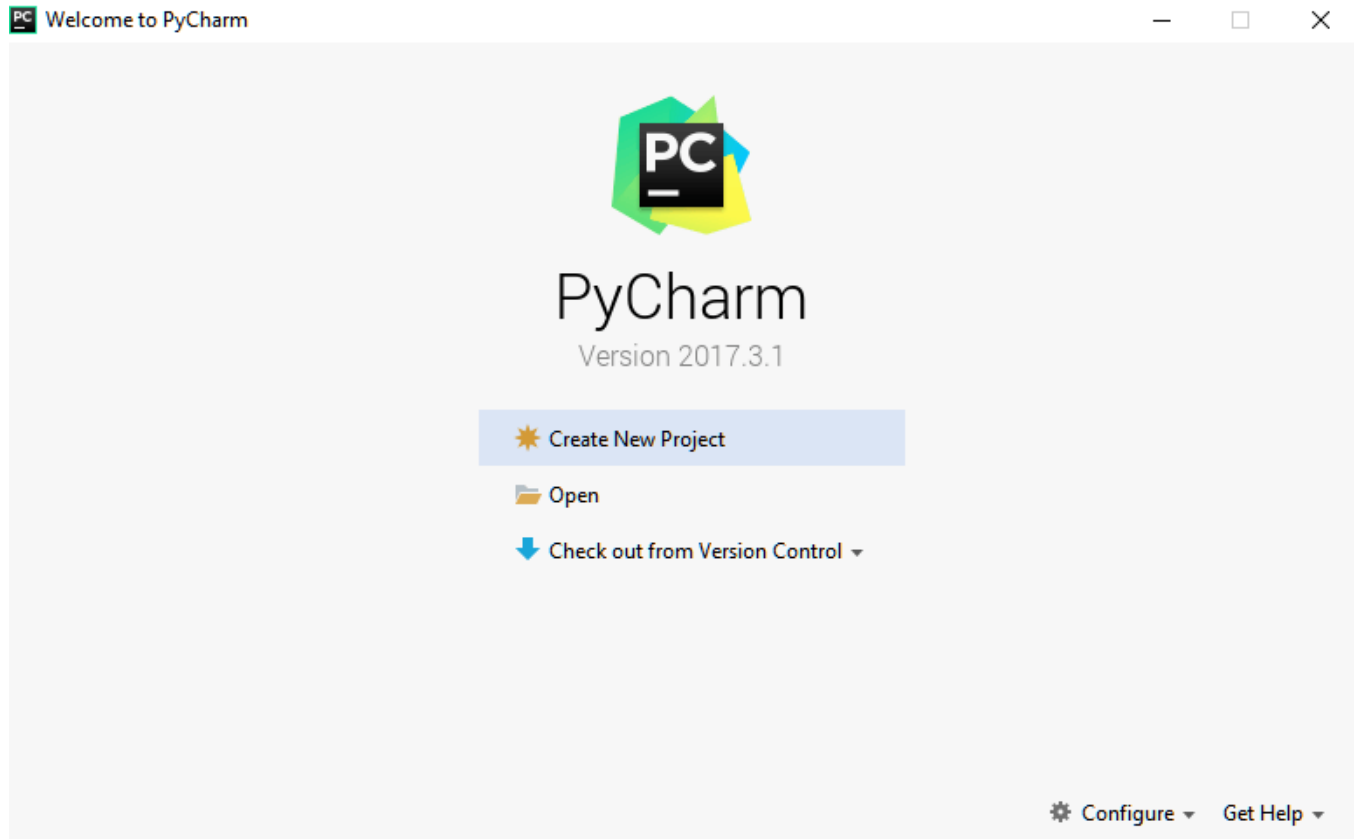 PC Welcome to PyCharm
PC
PyCharm
Version 2017.3.1
Create New Project
Open
Check out from Version Control
Configure Get Help